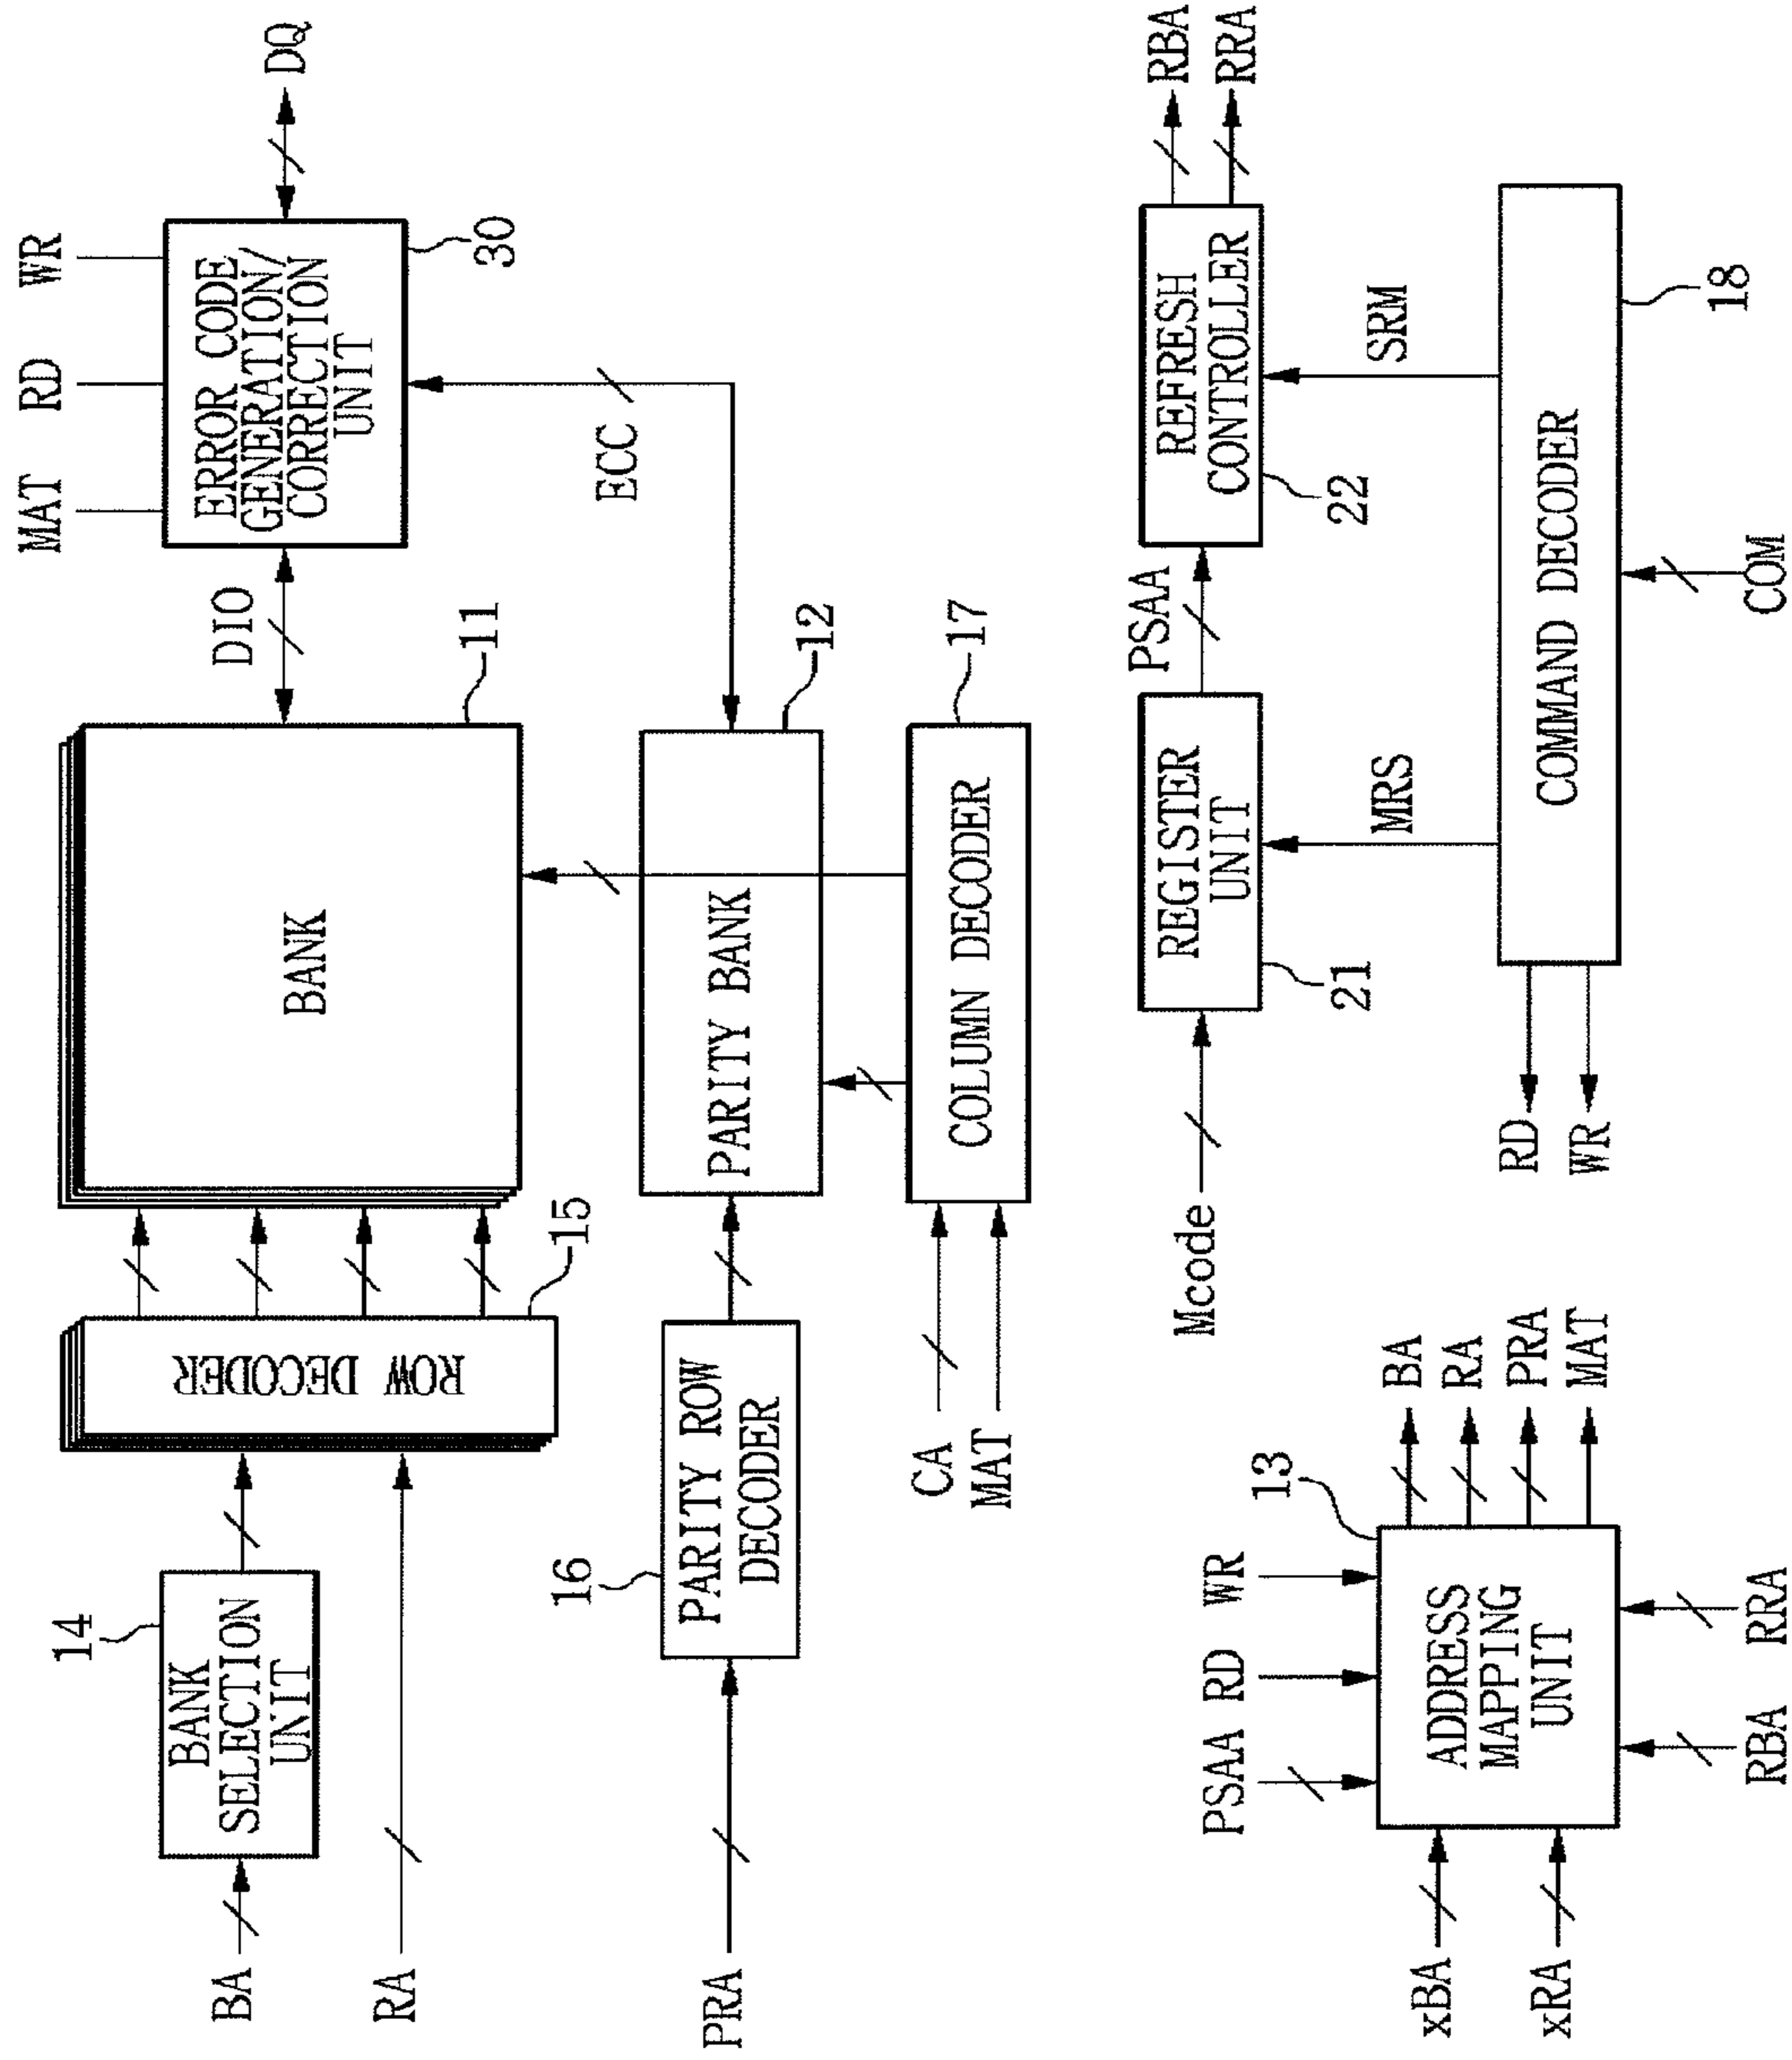 MAT
RD
WR
BA
14
BANK
SELECTION
UNIT
RA
ROW DECODER
15
BANK
11
DIO
ERROR CODE
GENERATION/
CORRECTION
UNIT
30
DQ
ECC
PRA
16
PARITY ROW
DECODER
PARITY BANK
12
CA
MAT
COLUMN DECODER
17
xBA
xRA
PSAA
RD
WR
13
ADDRESS
MAPPING
UNIT
RBA
RRA
BA
RA
PRA
MAT
Mcode
REGISTER
UNIT
21
PSAA
REFRESH
CONTROLLER
22
RBA
RRA
MRS
SRM
RD
WR
COMMAND DECODER
18
COM